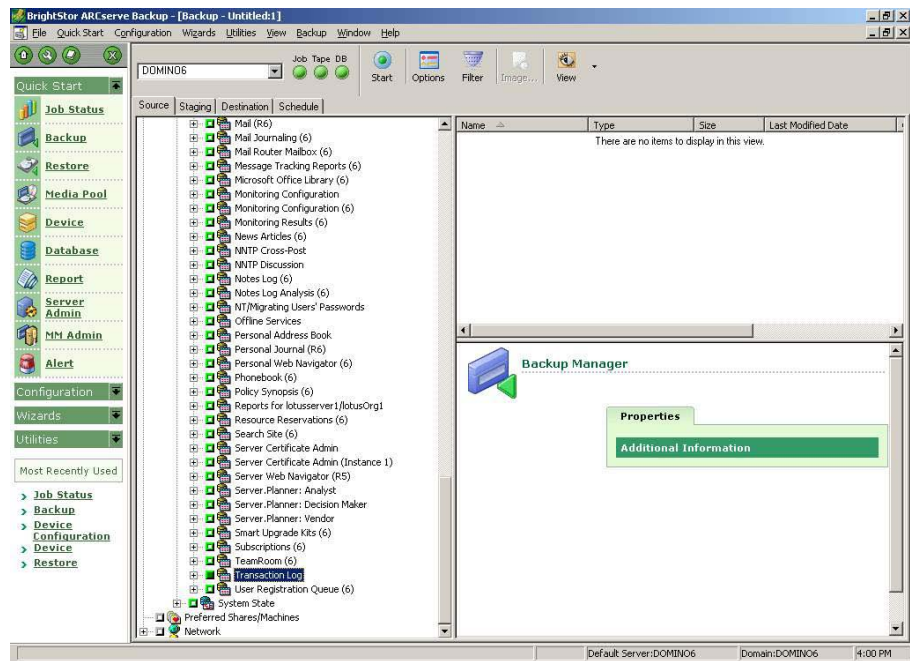 BrightStor ARCserve Backup - [Backup - Untitled:1]
File Quick Start Configuration Wizards Utilities View Backup Window Help
DOMINO6
Job Tape DB
Start
Options
Filter
Image...
View
Quick Start
Job Status
Backup
Restore
Media Pool
Device
Database
Report
Server
Admin
MM Admin
Alert
Configuration
Wizards
Utilities
Most Recently Used
Job Status
Backup
Device
Configuration
Device
Restore
Source Staging Destination Schedule
Mail (R6)
Mail Journaling (6)
Mail Router Mailbox (6)
Message Tracking Reports (6)
Microsoft Office Library (6)
Monitoring Configuration
Monitoring Configuration (6)
Monitoring Results (6)
News Articles (6)
NNTP Cross-Post
NNTP Discussion
Notes Log (6)
Notes Log Analysis (6)
NT/Migrating Users' Passwords
Offline Services
Personal Address Book
Personal Journal (R6)
Personal Web Navigator (6)
Phonebook (6)
Policy Synopsis (6)
Reports for lotusserver1/lotusOrg1
Resource Reservations (6)
Search Site (6)
Server Certificate Admin
Server Certificate Admin (Instance 1)
Server Web Navigator (R5)
Server.Planner: Analyst
Server.Planner: Decision Maker
Server.Planner: Vendor
Smart Upgrade Kits (6)
Subscriptions (6)
TeamRoom (6)
Transaction Log
User Registration Queue (6)
System State
Preferred Shares/Machines
Network
Name Type Size Last Modified Date
There are no items to display in this view.
Backup Manager
Properties
Additional Information
Default Server:DOMINO6 Domain:DOMINO6 4:00 PM